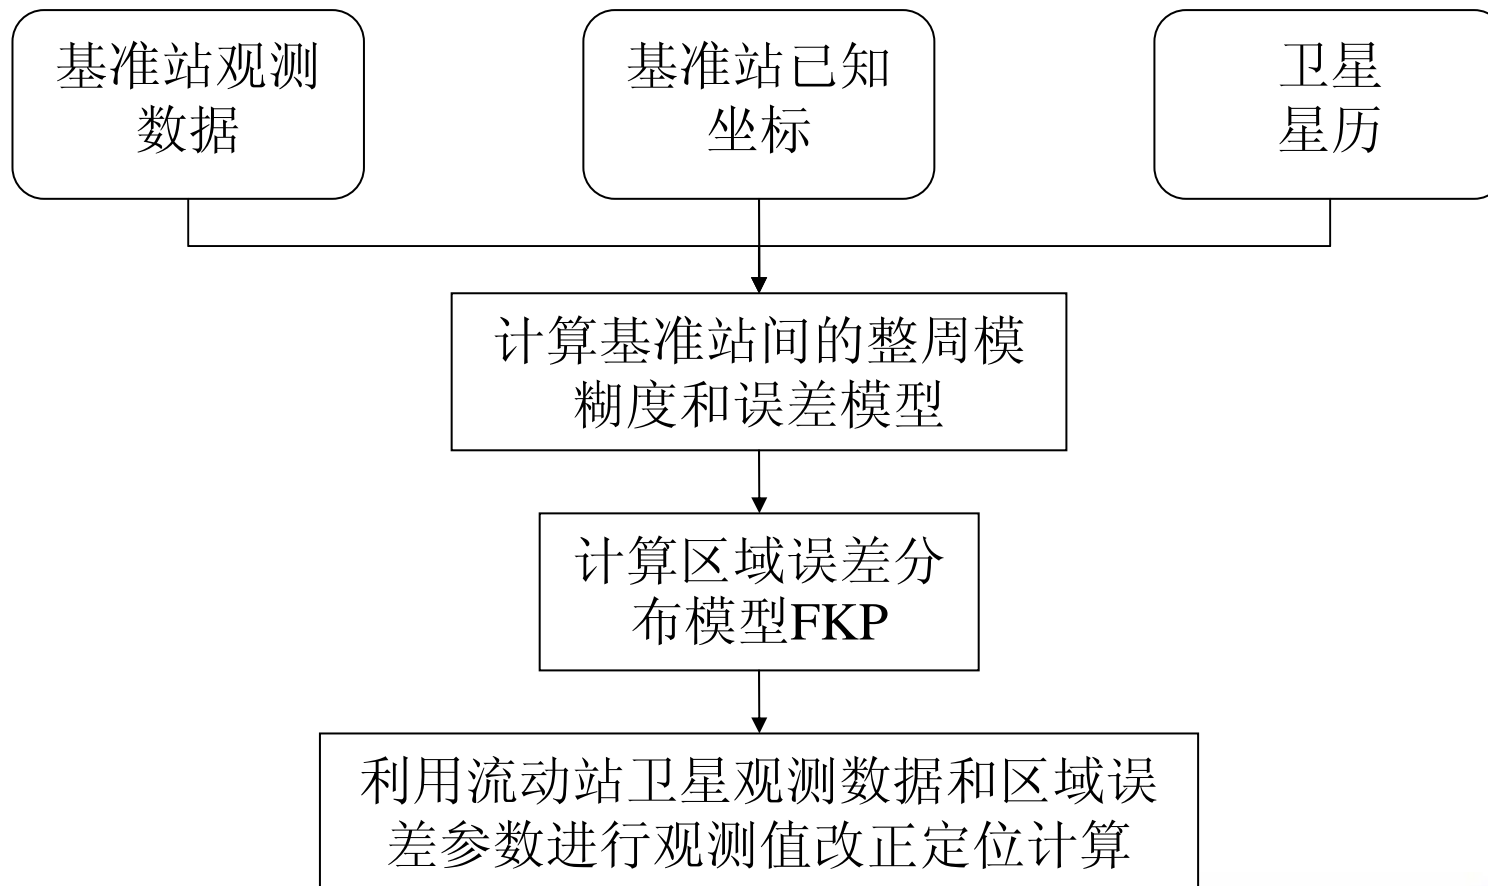 基准站观测
数据
基准站已知
坐标
卫星
星历
计算基准站间的整周模
糊度和误差模型
计算区域误差分
布模型FKP
利用流动站卫星观测数据和区域误
差参数进行观测值改正定位计算